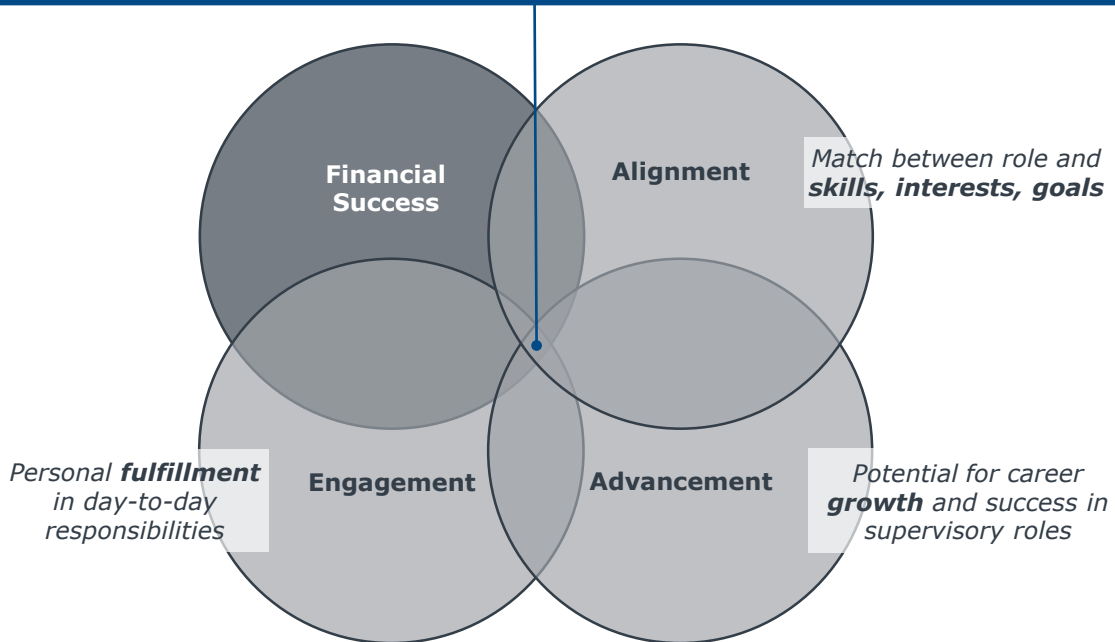 Financial
Success
Alignment
Match between role and
skills, interests, goals
Personal fulfillment
in day-to-day
responsibilities
Engagement
Advancement
Potential for career
growth and success in
supervisory roles